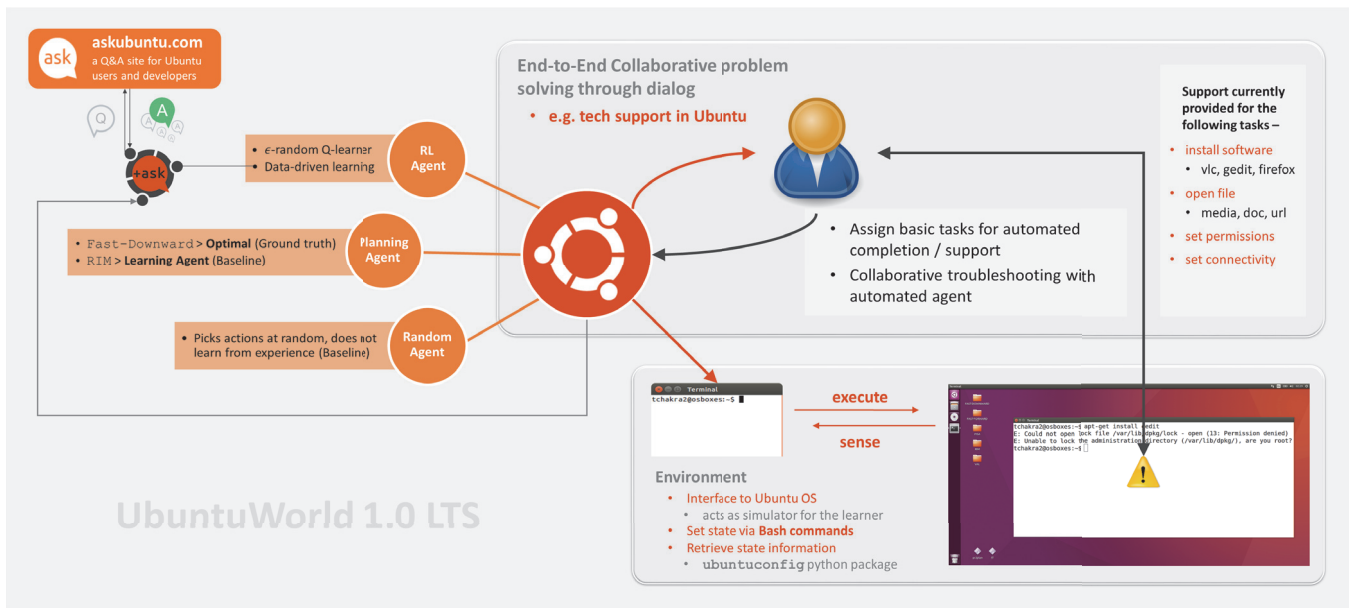 ask
askubuntu.com
a Q&A site for Ubuntu
users and developers
Q
A
A
A
A
A
+ask
• ϵ-random Q-learner
• Data-driven learning
RL
Agent
• Fast-Downward > Optimal (Ground truth)
• RIM > Learning Agent (Baseline)
Planning
Agent
• Picks actions at random, does not
learn from experience (Baseline)
Random
Agent
End-to-End Collaborative problem
solving through dialog
• e.g. tech support in Ubuntu
• Assign basic tasks for automated
completion / support
• Collaborative troubleshooting with
automated agent
Support currently
provided for the
following tasks –
• install software
• vlc, gedit, firefox
• open file
• media, doc, url
• set permissions
• set connectivity
Terminal
tchakra2@osboxes:~$
execute
sense
Environment
• Interface to Ubuntu OS
• acts as simulator for the learner
• Set state via Bash commands
• Retrieve state information
• ubuntuconfig python package
tchakra2@osboxes:~$ apt-get install gedit
E: Could not open lock file /var/lib/dpkg/lock - open (13: Permission denied)
E: Unable to lock the administration directory (/var/lib/dpkg/), are you root?
tchakra2@osboxes:~$
UbuntuWorld 1.0 LTS